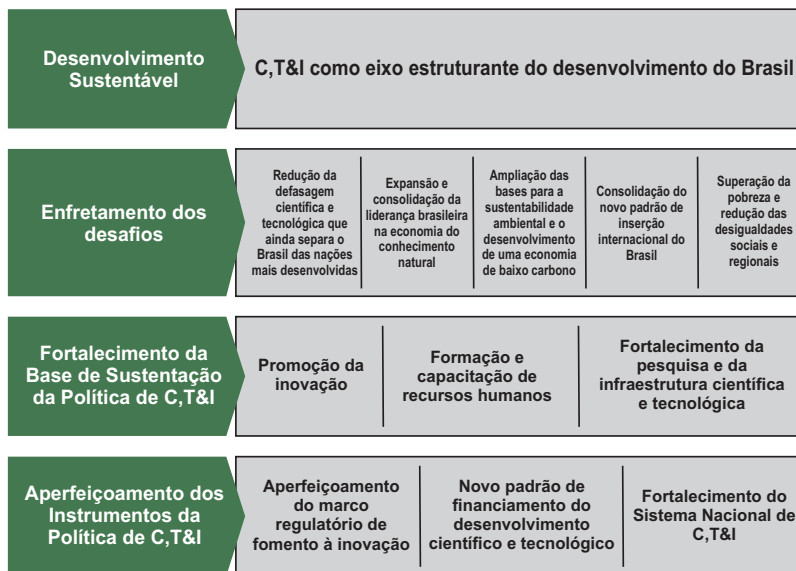 Desenvolvimento
Sustentável
C,T&I como eixo estruturante do desenvolvimento do Brasil
Enfretamento dos
desafios
Redução da
defasagem
científica e
tecnológica que
ainda separa o
Brasil das nações
mais desenvolvidas
Expansão e
consolidação da
liderança brasileira
na economia do
conhecimento
natural
Ampliação das
bases para a
sustentabilidade
ambiental e o
desenvolvimento
de uma economia
de baixo carbono
Consolidação do
novo padrão de
inserção
internacional do
Brasil
Superação da
pobreza e
redução das
desigualdades
sociais e
regionais
Fortalecimento da
Base de Sustentação
da Política de C,T&I
Promoção da
inovação
Formação e
capacitação de
recursos humanos
Fortalecimento da
pesquisa e da
infraestrutura científica
e tecnológica
Aperfeiçoamento dos
Instrumentos da
Política de C,T&I
Aperfeiçoamento
do marco
regulatório de
fomento à inovação
Novo padrão de
financiamento do
desenvolvimento
científico e tecnológico
Fortalecimento do
Sistema Nacional de
C,T&I